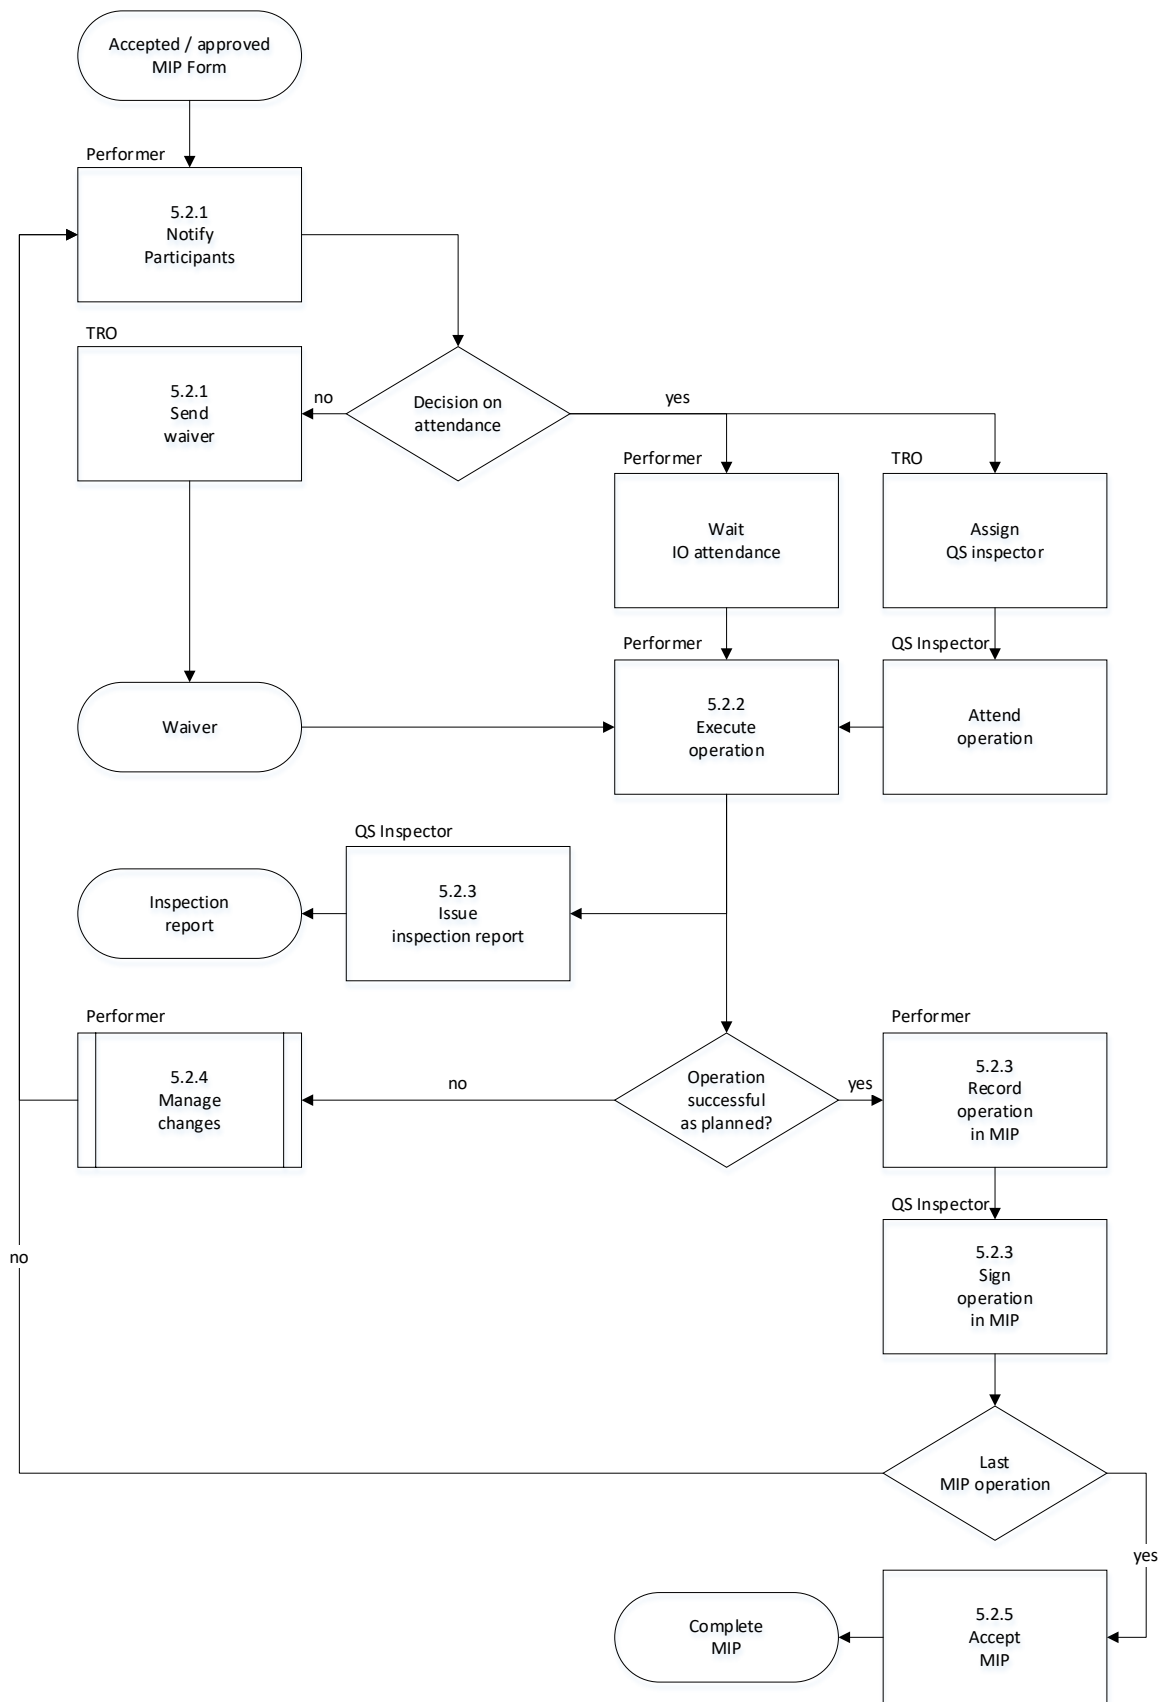 Accepted / approved
MIP Form
Performer
5.2.1
Notify
Participants
TRO
5.2.1
Send
waiver
no
Decision on
attendance
yes
Performer
Wait
IO attendance
TRO
Assign
QS inspector
Waiver
Performer
5.2.2
Execute
operation
QS Inspector
Attend
operation
QS Inspector
5.2.3
Issue
inspection report
Inspection
report
Performer
5.2.4
Manage
changes
no
Operation
successful
as planned?
yes
Performer
5.2.3
Record
operation
in MIP
QS Inspector
5.2.3
Sign
operation
in MIP
no
Last
MIP operation
yes
5.2.5
Accept
MIP
Complete
MIP